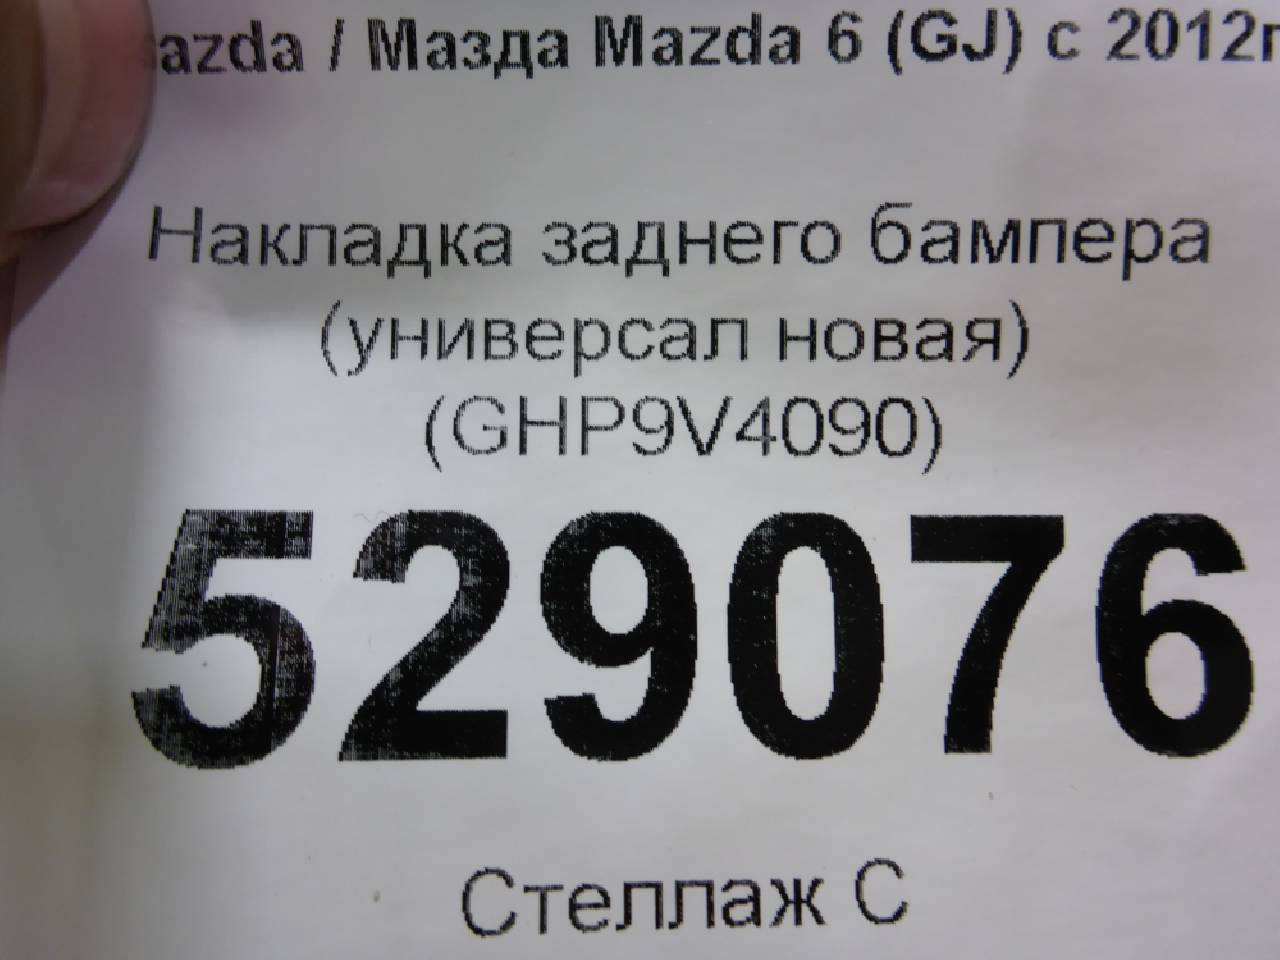 azda / Мазда Mazda 6 (GJ) с 2012г
Накладка заднего бампера
(универсал новая)
(GHP9V4090)
529076
Стеллаж С